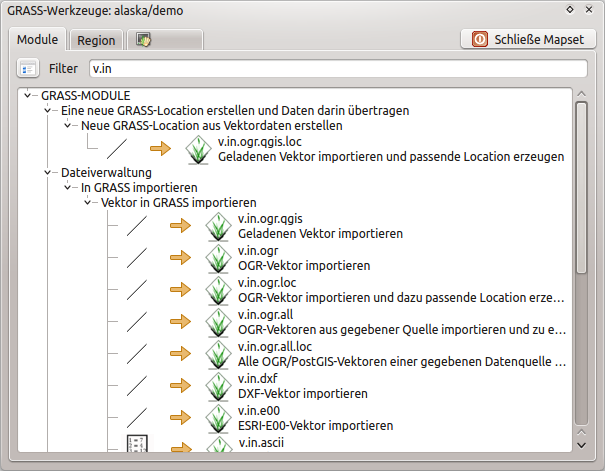 GRASS-Werkzeuge: alaska/demo
Module
Region
Schließe Mapset
Filter
v.in
GRASS-MODULE
Eine neue GRASS-Location erstellen und Daten darin übertragen
Neue GRASS-Location aus Vektordaten erstellen
v.in.ogr.qgis.loc
Geladenen Vektor importieren und passende Location erzeugen
Dateiverwaltung
In GRASS importieren
Vektor in GRASS importieren
v.in.ogr.qgis
Geladenen Vektor importieren
v.in.ogr
OGR-Vektor importieren
v.in.ogr.loc
OGR-Vektor importieren und dazu passende Location erze...
v.in.ogr.all
OGR-Vektoren aus gegebener Quelle importieren und zu e...
v.in.ogr.all.loc
Alle OGR/PostGIS-Vektoren einer gegebenen Datenquelle ...
v.in.dxf
DXF-Vektor importieren
v.in.e00
ESRI-E00-Vektor importieren
v.in.ascii